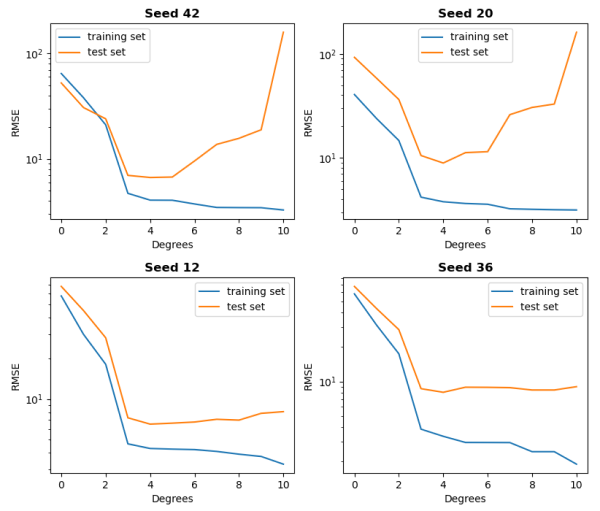 Seed 42
training set
test set
10²
10¹
RMSE
0 2 4 6 8 10
Degrees
Seed 20
training set
test set
10²
10¹
RMSE
0 2 4 6 8 10
Degrees
Seed 12
training set
test set
10¹
RMSE
0 2 4 6 8 10
Degrees
Seed 36
training set
test set
10¹
RMSE
0 2 4 6 8 10
Degrees